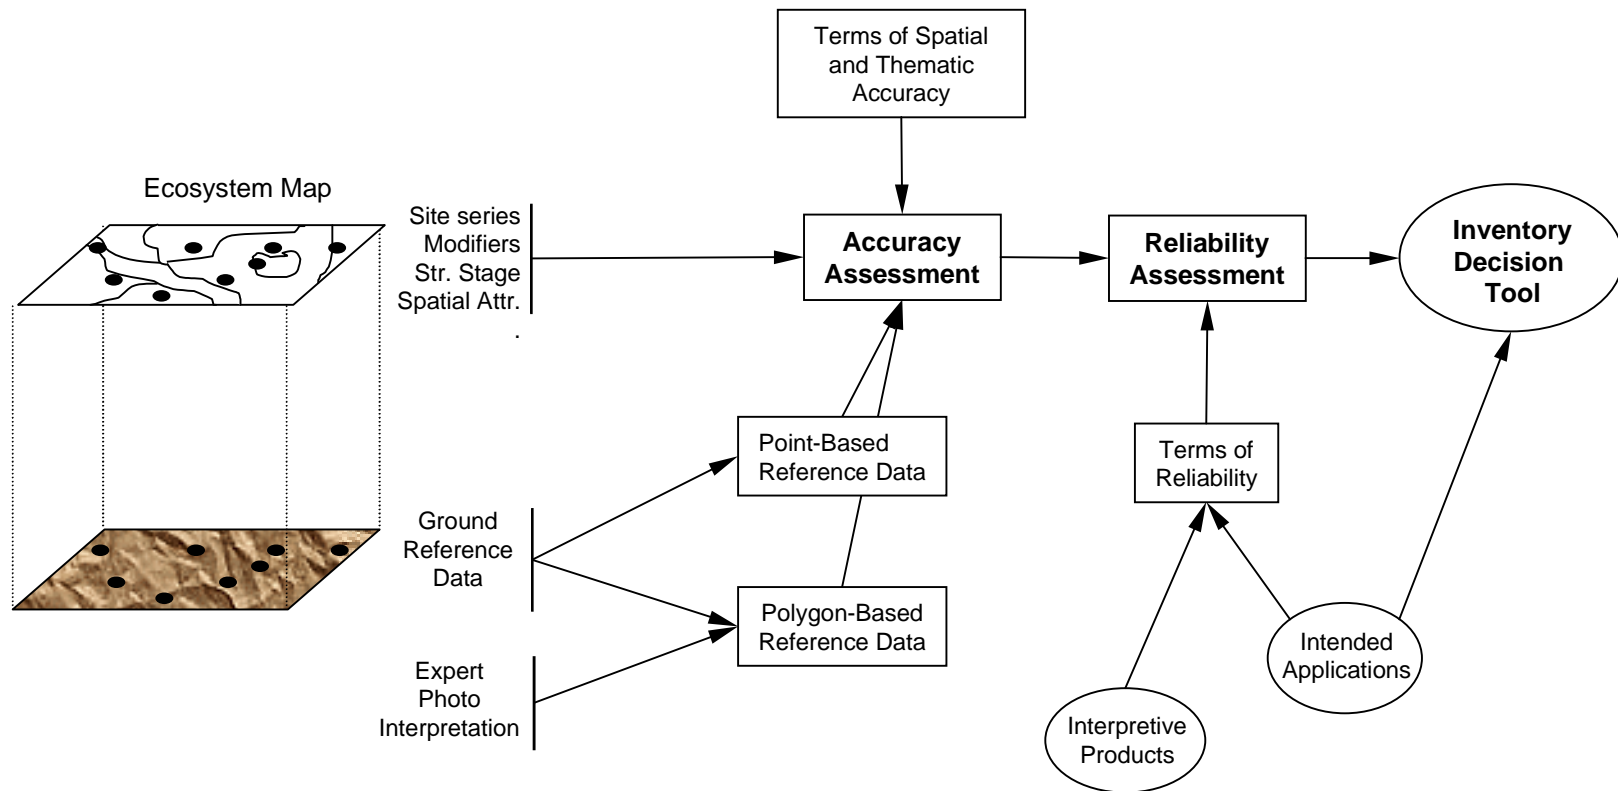 Terms of Spatial
and Thematic
Accuracy
Ecosystem Map
Site series
Modifiers
Str. Stage
Spatial Attr.
.
Accuracy
Assessment
Reliability
Assessment
Inventory
Decision
Tool
Point-Based
Reference Data
Terms of
Reliability
Ground
Reference
Data
Polygon-Based
Reference Data
Intended
Applications
Expert
Photo
Interpretation
Interpretive
Products